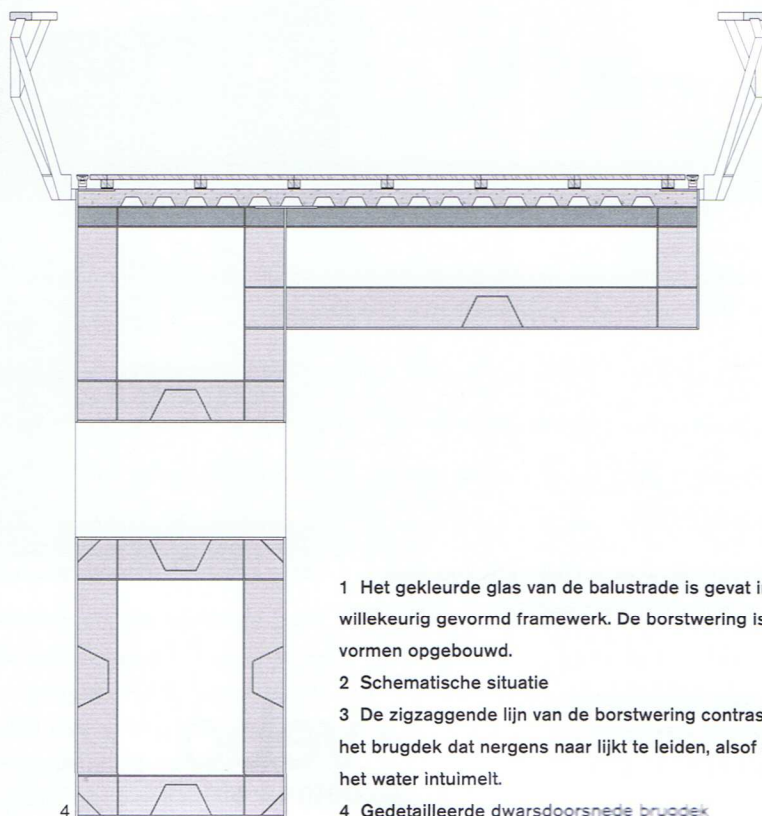 1 Het gekleurde glas van de balustrade is gevat i
willekeurig gevormd framewerk. De borstwering is
vormen opgebouwd.
2 Schematische situatie
3 De zigzaggende lijn van de borstwering contras
het brugdek dat nergens naar lijkt te leiden, alsof
het water intuimelt.
4
4 Gedetailleerde dwarsdoorsnede brugdek